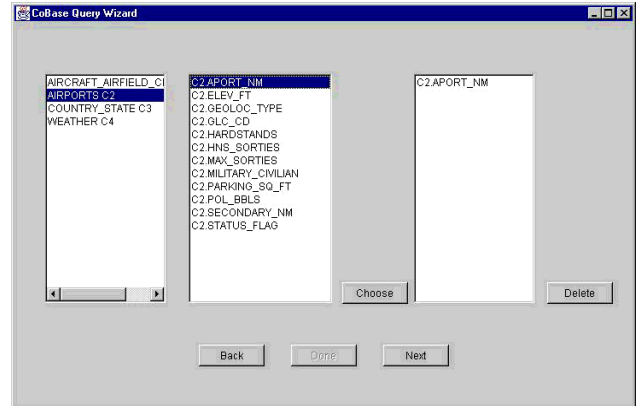 CoBase Query Wizard
AIRCRAFT_AIRFIELD_CI
AIRPORTS C2
COUNTRY_STATE C3
WEATHER C4
C2.APORT_NM
C2.ELEV_FT
C2.GEOLOC_TYPE
C2.GLC_CD
C2.HARDSTANDS
C2.HNS_SORTIES
C2.MAX_SORTIES
C2.MILITARY_CIVILIAN
C2.PARKING_SQ_FT
C2.POL_BBLS
C2.SECONDARY_NM
C2.STATUS_FLAG
Choose
C2.APORT_NM
Delete
Back
Done
Next